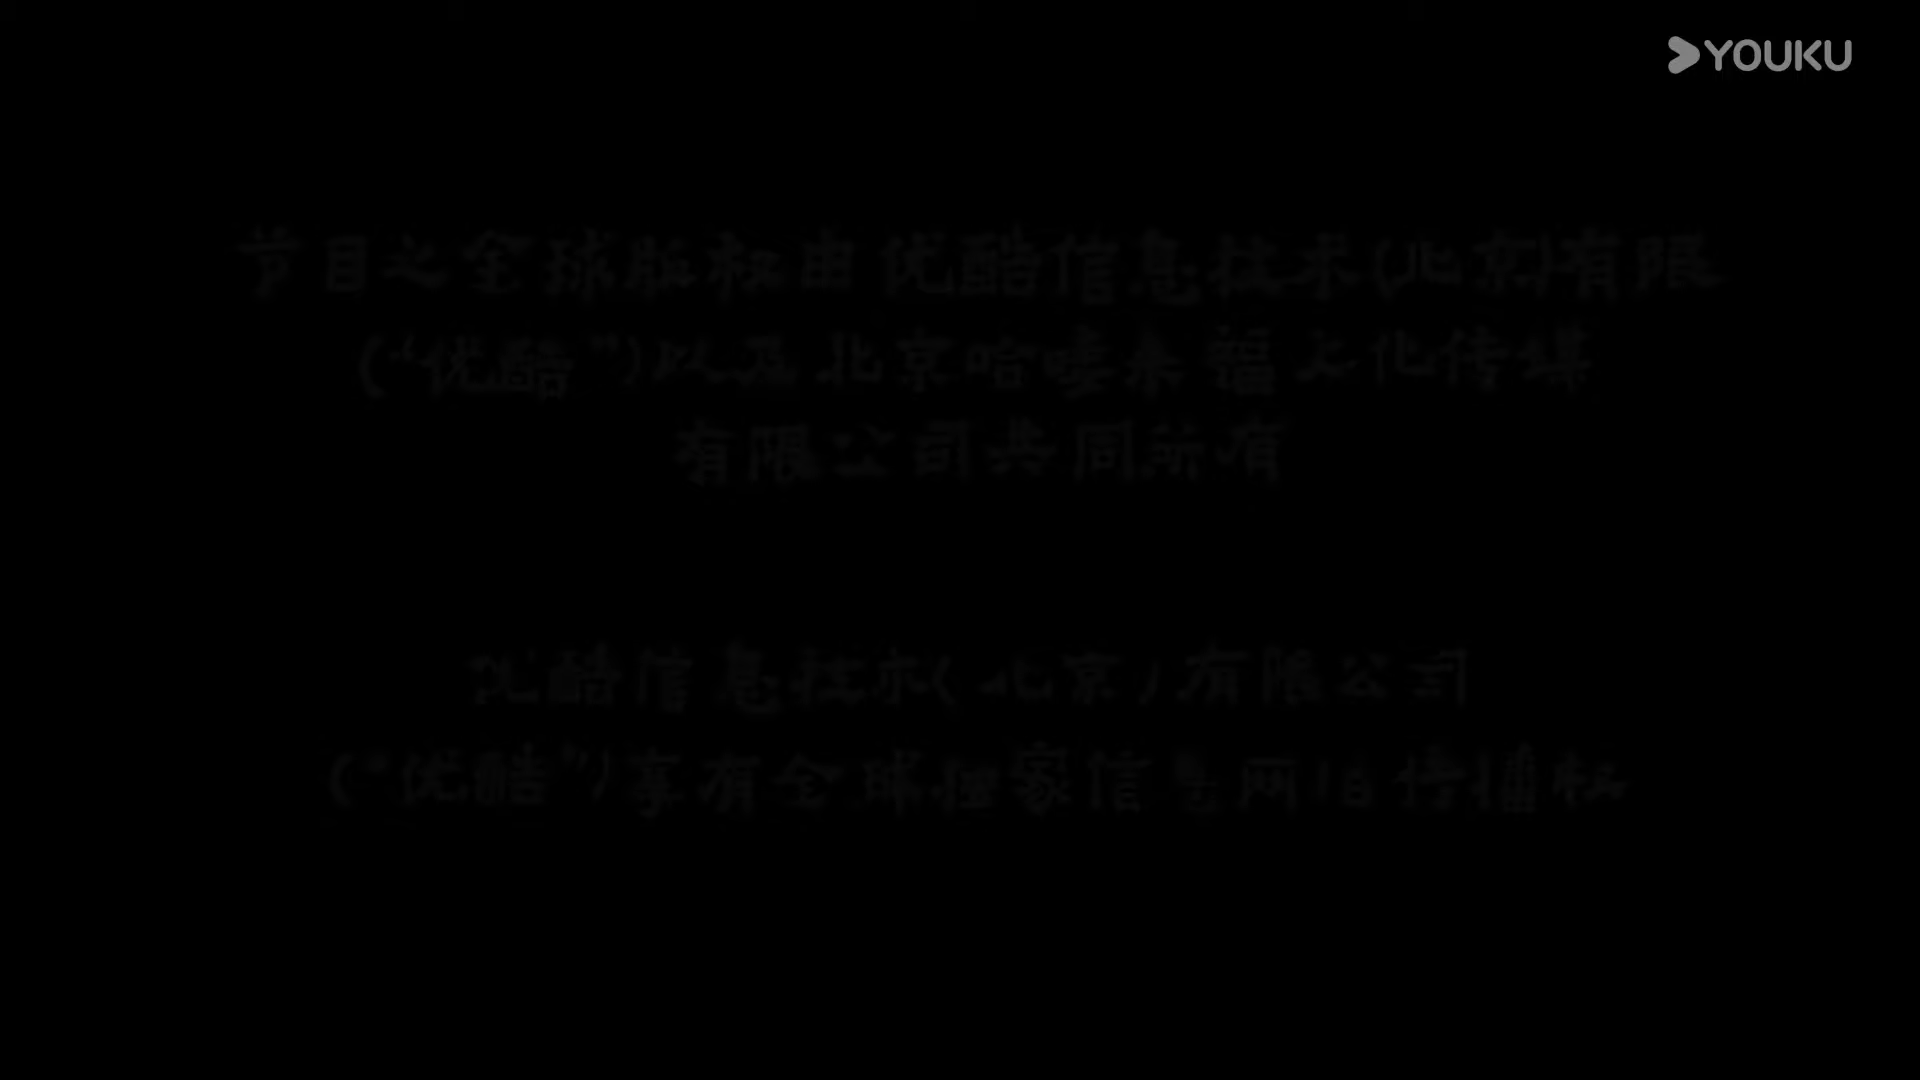 YOUKU
节目之全球版权由优酷信息技术(北京)有限
(“优酷”)以及北京哈喽来福文化传媒
有限公司共同所有
优酷信息技术(北京)有限公司
(“优酷”)享有全球独家信息网络传播权